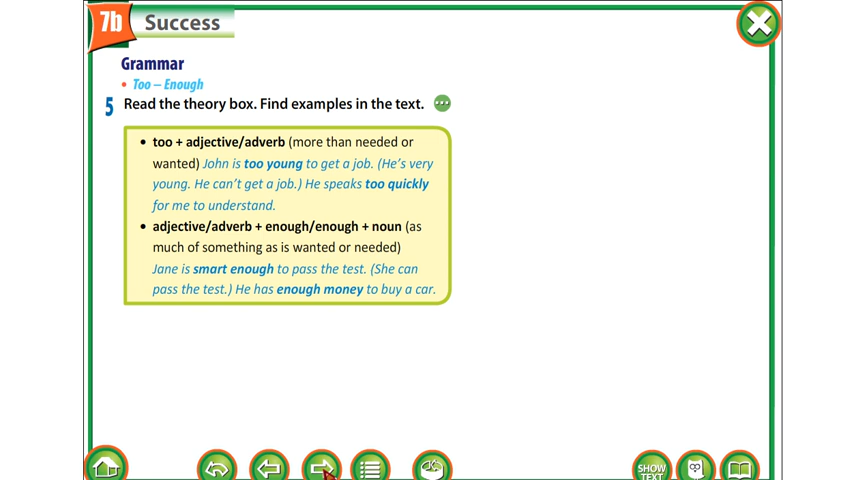 7b Success
Grammar
• Too – Enough
5 Read the theory box. Find examples in the text.
• too + adjective/adverb (more than needed or
wanted) John is too young to get a job. (He's very
young. He can't get a job.) He speaks too quickly
for me to understand.
• adjective/adverb + enough/enough + noun (as
much of something as is wanted or needed)
Jane is smart enough to pass the test. (She can
pass the test.) He has enough money to buy a car.
SHOW
TEXT